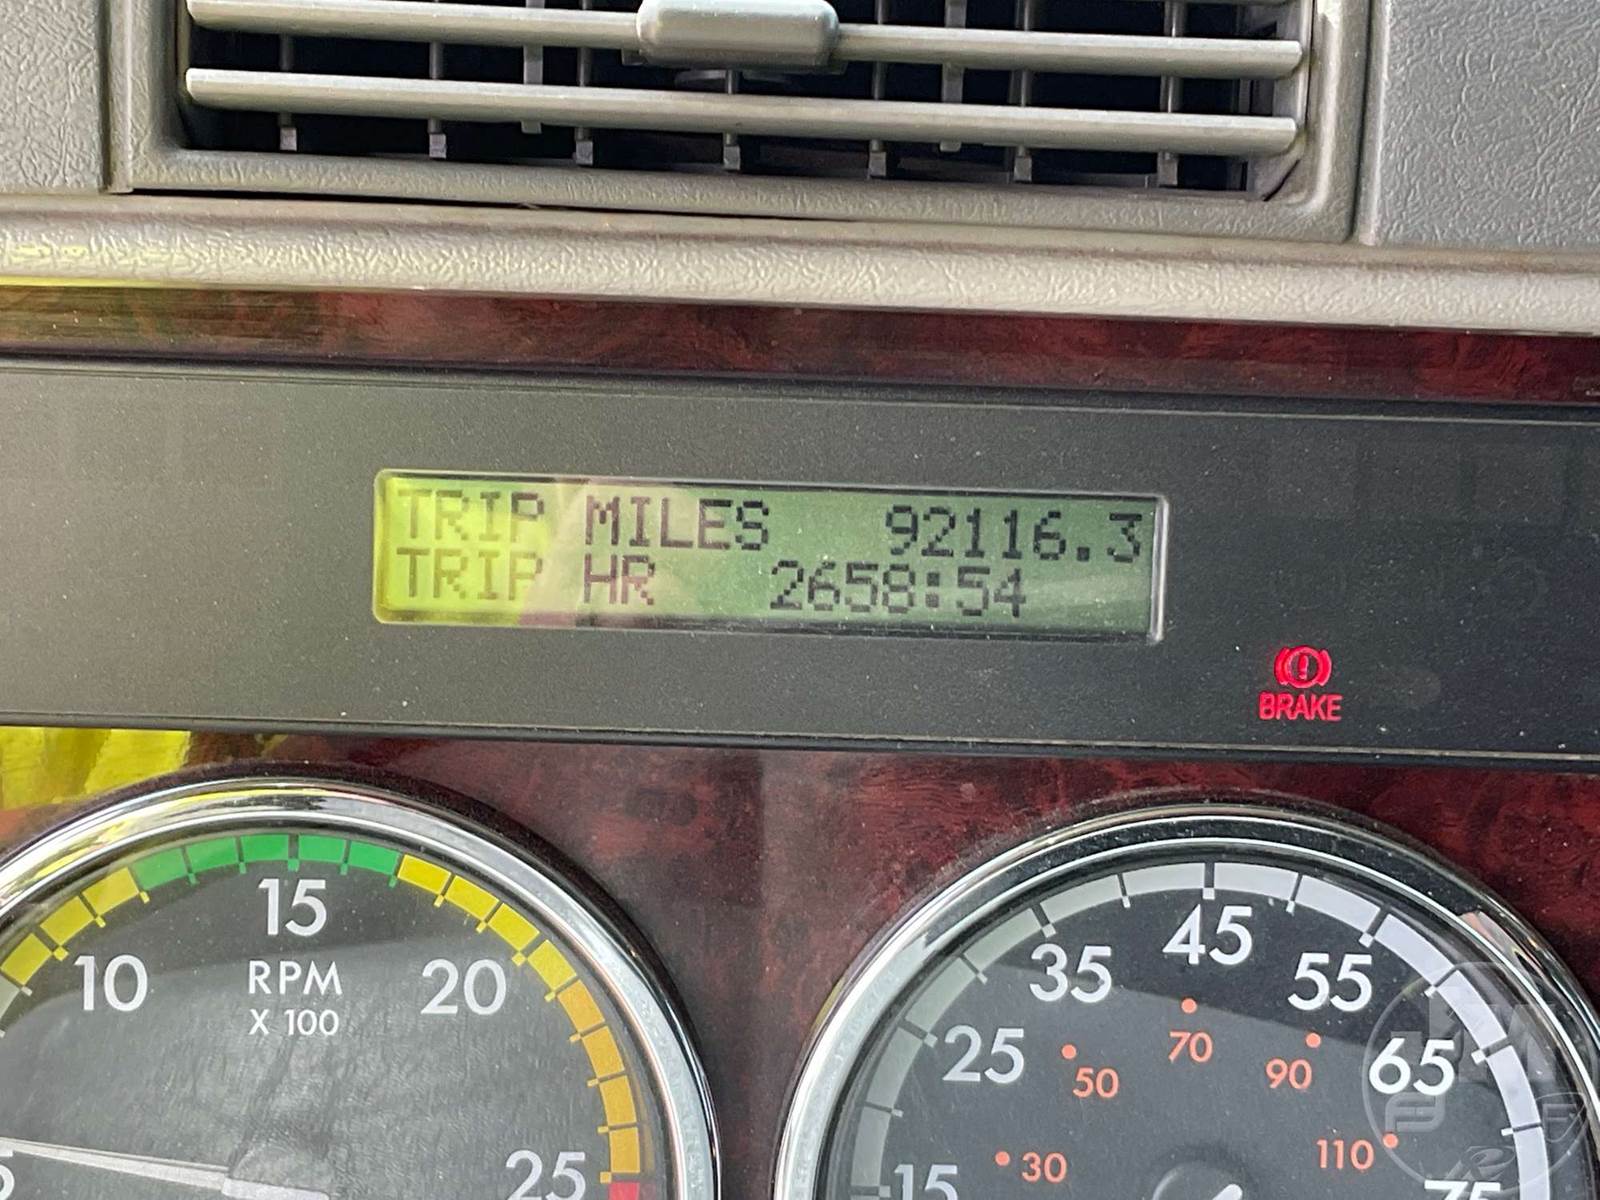 TRIP MILES 92116.3
TRIP HR 2658:54
BRAKE
10 15 20 25
RPM
X 100
15 25 35 45 55 65 75
30 50 70 90 110